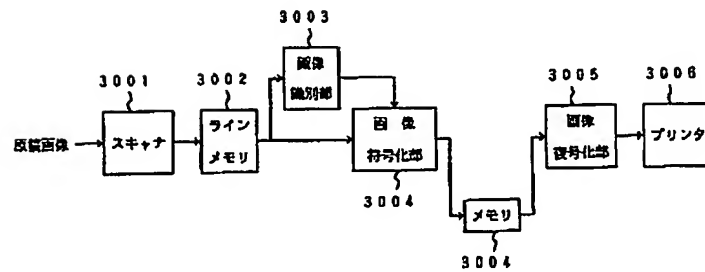 3003
3001
3002
画像
識別部
3005
3006
原稿画像
スキャナ
ライン
メモリ
画像
符号化部
画像
復号化部
プリンタ
3004
メモリ
3004